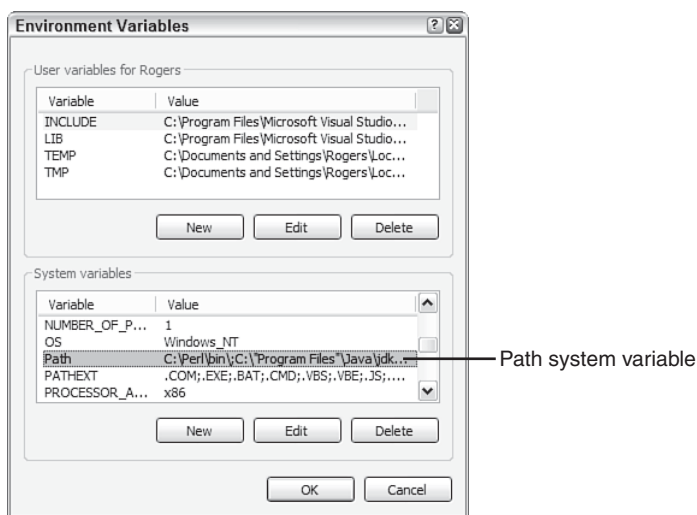 Environment Variables
User variables for Rogers
Variable Value
INCLUDE C:\Program Files\Microsoft Visual Studio...
LIB C:\Program Files\Microsoft Visual Studio...
TEMP C:\Documents and Settings\Rogers\Loc...
TMP C:\Documents and Settings\Rogers\Loc...
New Edit Delete
System variables
Variable Value
NUMBER_OF_P... 1
OS Windows_NT
Path C:\Perl\bin\;C:\"Program Files"\Java\jdk...
Path system variable
PATHEXT .COM;.EXE;.BAT;.CMD;.VBS;.VBE;.JS;....
PROCESSOR_A... x86
New Edit Delete
OK Cancel